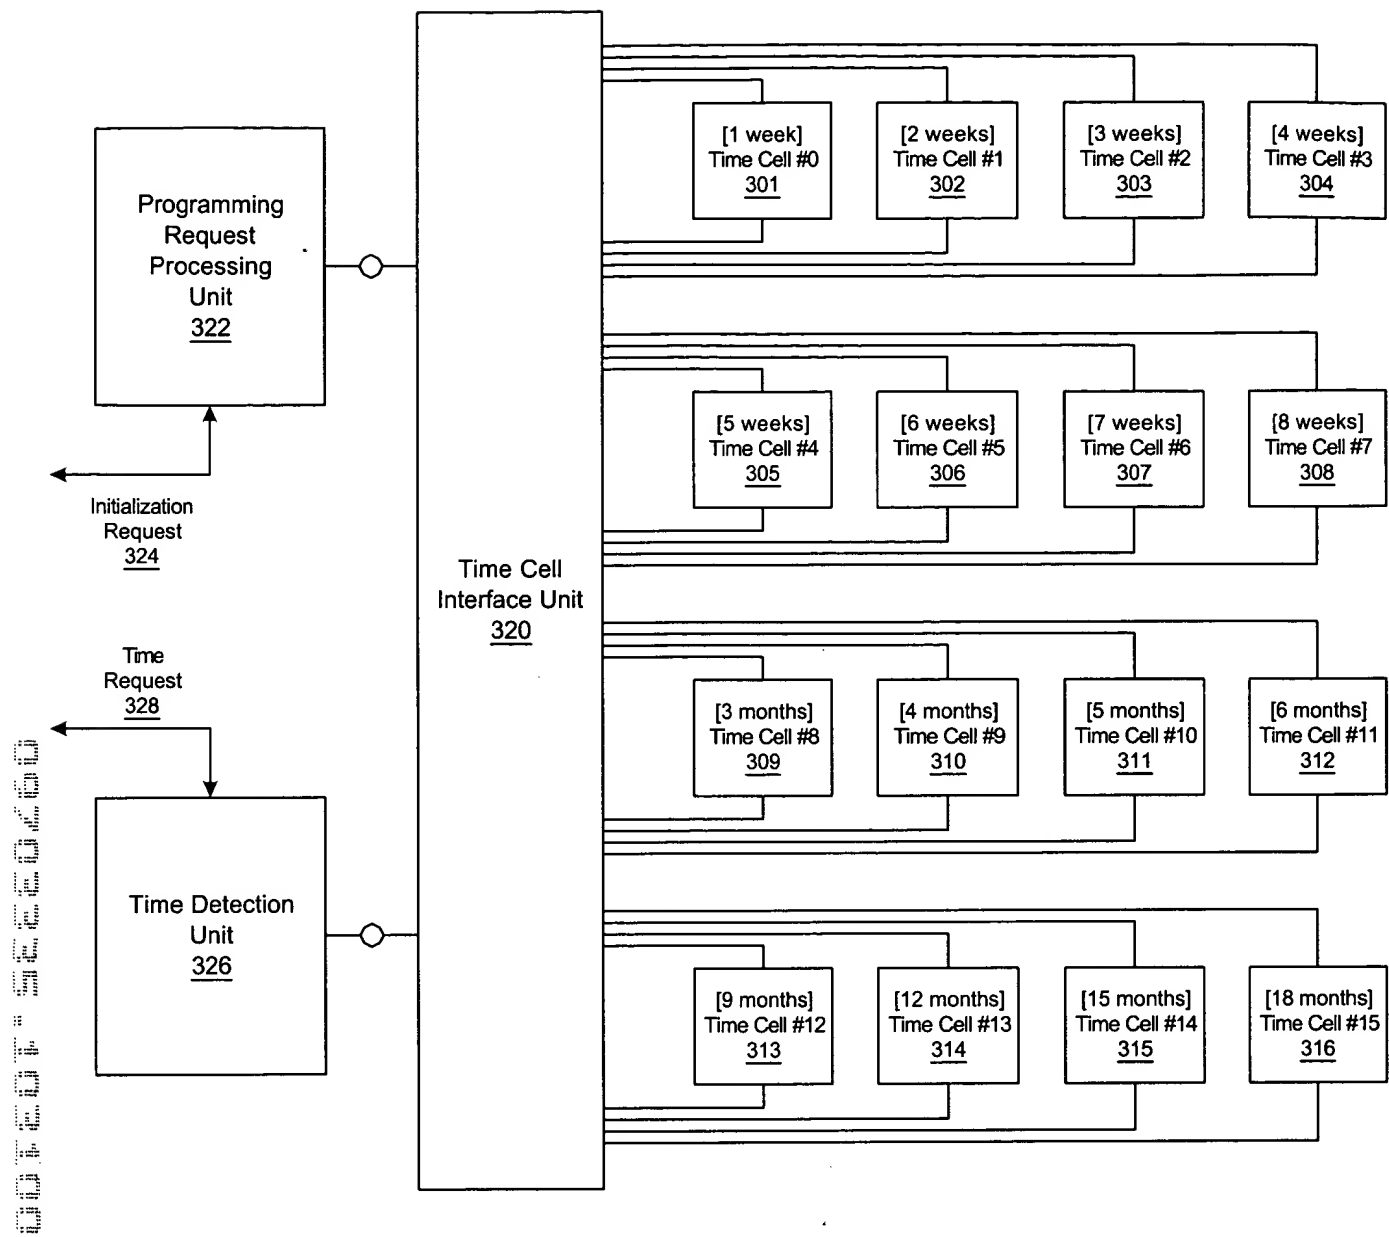 Programming
Request
Processing
Unit
322
Initialization
Request
324
Time
Request
328
Time Detection
Unit
326
Time Cell
Interface Unit
320
[1 week]
Time Cell #0
301
[2 weeks]
Time Cell #1
302
[3 weeks]
Time Cell #2
303
[4 weeks]
Time Cell #3
304
[5 weeks]
Time Cell #4
305
[6 weeks]
Time Cell #5
306
[7 weeks]
Time Cell #6
307
[8 weeks]
Time Cell #7
308
[3 months]
Time Cell #8
309
[4 months]
Time Cell #9
310
[5 months]
Time Cell #10
311
[6 months]
Time Cell #11
312
[9 months]
Time Cell #12
313
[12 months]
Time Cell #13
314
[15 months]
Time Cell #14
315
[18 months]
Time Cell #15
316